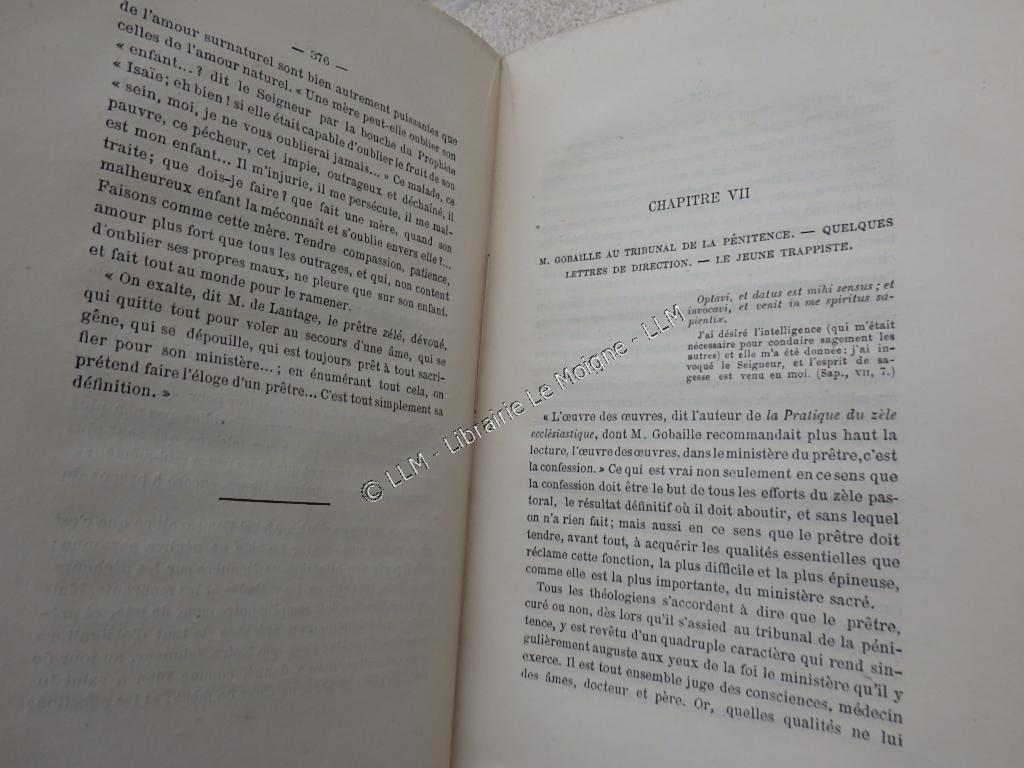 — 376 —
de l'amour surnaturel sont bien autrement puissantes que
celles de l'amour naturel. « Une mère peut-elle oublier son
« enfant...? dit le Seigneur par la bouche du Prophète
« Isaïe; eh bien! si elle était capable d'oublier le fruit de son
« sein, moi, je ne vous oublierai jamais... » Ce malade, ce
pauvre, ce pécheur, cet impie, outrageux et déchaîné, il
est mon enfant... Il m'injurie, il me persécute, il me mal-
traite; que dois-je faire? que fait une mère, quand son
malheureux enfant la méconnaît et s'oublie envers elle?...
Faisons comme cette mère. Tendre compassion, patience,
amour plus fort que tous les outrages, et qui, non content
d'oublier ses propres maux, ne pleure que sur son enfant.
et fait tout au monde pour le ramener.
« On exalte, dit M. de Lantage, le prêtre zélé, dévoué,
qui quitte tout pour voler au secours d'une âme, qui se
gêne, qui se dépouille, qui est toujours prêt à tout sacri-
fier pour son ministère...; en énumérant tout cela, on
prétend faire l'éloge d'un prêtre... C'est tout simplement sa
définition. »
CHAPITRE VII
M. GOBAILLE AU TRIBUNAL DE LA PÉNITENCE. — QUELQUES
LETTRES DE DIRECTION. — LE JEUNE TRAPPISTE.
Optavi, et datus est mihi sensus; et
invocavi, et venit in me spiritus sa-
pientiæ.
J'ai désiré l'intelligence (qui m'était
nécessaire pour conduire sagement les
autres) et elle m'a été donnée; j'ai in-
voqué le Seigneur, et l'esprit de sa-
gesse est venu en moi. (Sap., VII, 7.)
« L'œuvre des œuvres, dit l'auteur de la Pratique du zèle
ecclésiastique, dont M. Gobaille recommandait plus haut la
lecture, l'œuvre des œuvres, dans le ministère du prêtre, c'est
la confession. » Ce qui est vrai non seulement en ce sens que
la confession doit être le but de tous les efforts du zèle pas-
toral, le résultat définitif où il doit aboutir, et sans lequel
on n'a rien fait; mais aussi en ce sens que le prêtre doit
tendre, avant tout, à acquérir les qualités essentielles que
réclame cette fonction, la plus difficile et la plus épineuse,
comme elle est la plus importante, du ministère sacré.
Tous les théologiens s'accordent à dire que le prêtre,
curé ou non, dès lors qu'il s'assied au tribunal de la péni-
tence, y est revêtu d'un quadruple caractère qui rend sin-
gulièrement auguste aux yeux de la foi le ministère qu'il y
exerce. Il est tout ensemble juge des consciences, médecin
des âmes, docteur et père. Or, quelles qualités ne lui
© LLM - Librairie Le Moigne - LLM